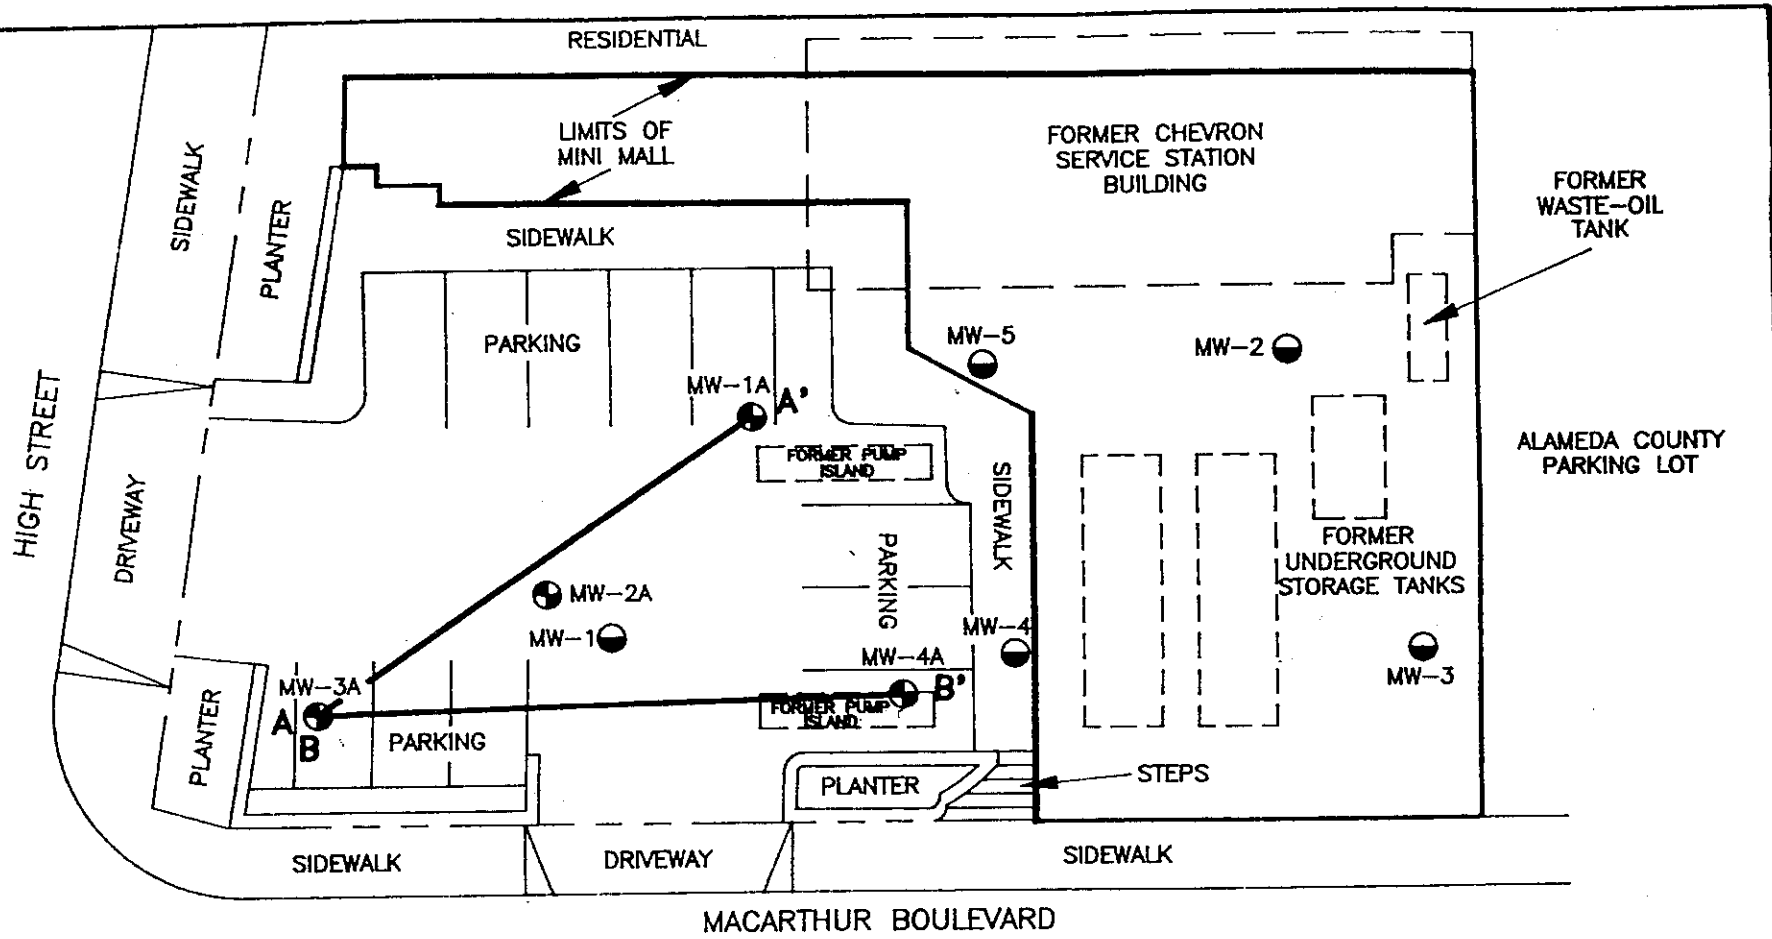 RESIDENTIAL
LIMITS OF
MINI MALL
FORMER CHEVRON
SERVICE STATION
BUILDING
FORMER
WASTE-OIL
TANK
SIDEWALK
PLANTER
SIDEWALK
PARKING
MW-5
MW-2
MW-1A
A'
FORMER PUMP
ISLAND
HIGH STREET
DRIVEWAY
SIDEWALK
ALAMEDA COUNTY
PARKING LOT
PARKING
FORMER
UNDERGROUND
STORAGE TANKS
MW-2A
MW-1
MW-4
MW-4A
MW-3
MW-3A
A
B
B'
FORMER PUMP
ISLAND
PLANTER
PARKING
PLANTER
STEPS
SIDEWALK
DRIVEWAY
SIDEWALK
MACARTHUR BOULEVARD